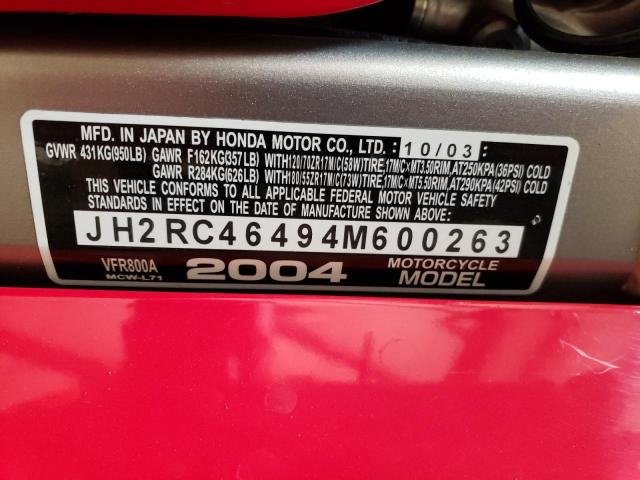 MFD. IN JAPAN BY HONDA MOTOR CO., LTD.: 10/03:
GVWR 431KG(950LB) GAWR F162KG(357LB) WITH120/70ZR17M/C(58W)TIRE,17MC×MT3.50RIM,AT250KPA(36PSI) COLD
GAWR R284KG(626LB) WITH180/55ZR17M/C(73W)TIRE,17MC×MT5.50RIM,AT290KPA(42PSI) COLD
THIS VEHICLE CONFORMS TO ALL APPLICABLE FEDERAL MOTOR VEHICLE SAFETY
STANDARDS IN EFFECT ON THE DATE OF MANUFACTURE SHOWN ABOVE.
JH2RC46494M600263
VFR800A 2004 MOTORCYCLE
MCW-L71 MODEL